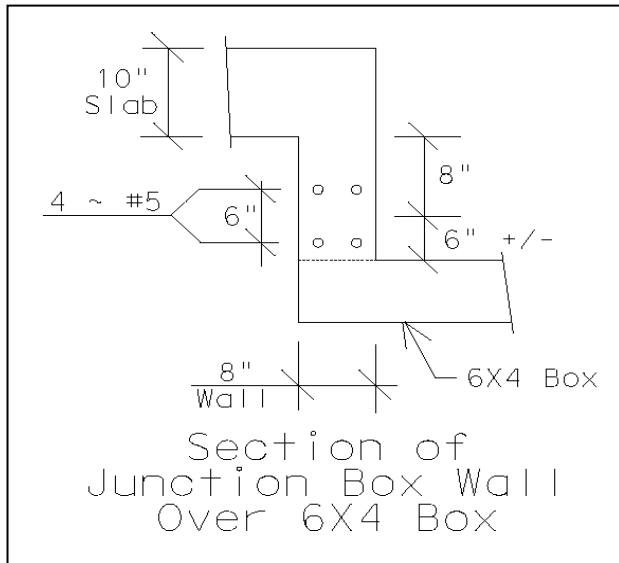 10"
Slab
4 ~ #5
6"
8"
6" +/-
8"
Wall
6X4 Box
Section of
Junction Box Wall
Over 6X4 Box